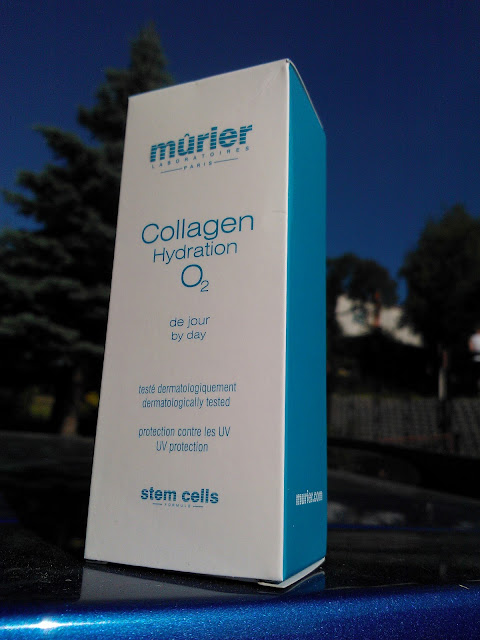 mûrier
LABORATOIRES
PARIS
Collagen
Hydration
O₂
de jour
by day
testé dermatologiquement
dermatologically tested
protection contre les UV
UV protection
stem cells
FORMULE
murier.com